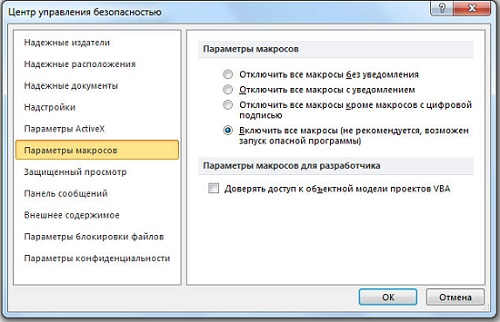 Центр управления безопасностью
Надежные издатели
Надежные расположения
Надежные документы
Надстройки
Параметры ActiveX
Параметры макросов
Защищенный просмотр
Панель сообщений
Внешнее содержимое
Параметры блокировки файлов
Параметры конфиденциальности
Параметры макросов
Отключить все макросы без уведомления
Отключить все макросы с уведомлением
Отключить все макросы кроме макросов с цифровой
подписью
Включить все макросы (не рекомендуется, возможен
запуск опасной программы)
Параметры макросов для разработчика
Доверять доступ к объектной модели проектов VBA
ОК
Отмена